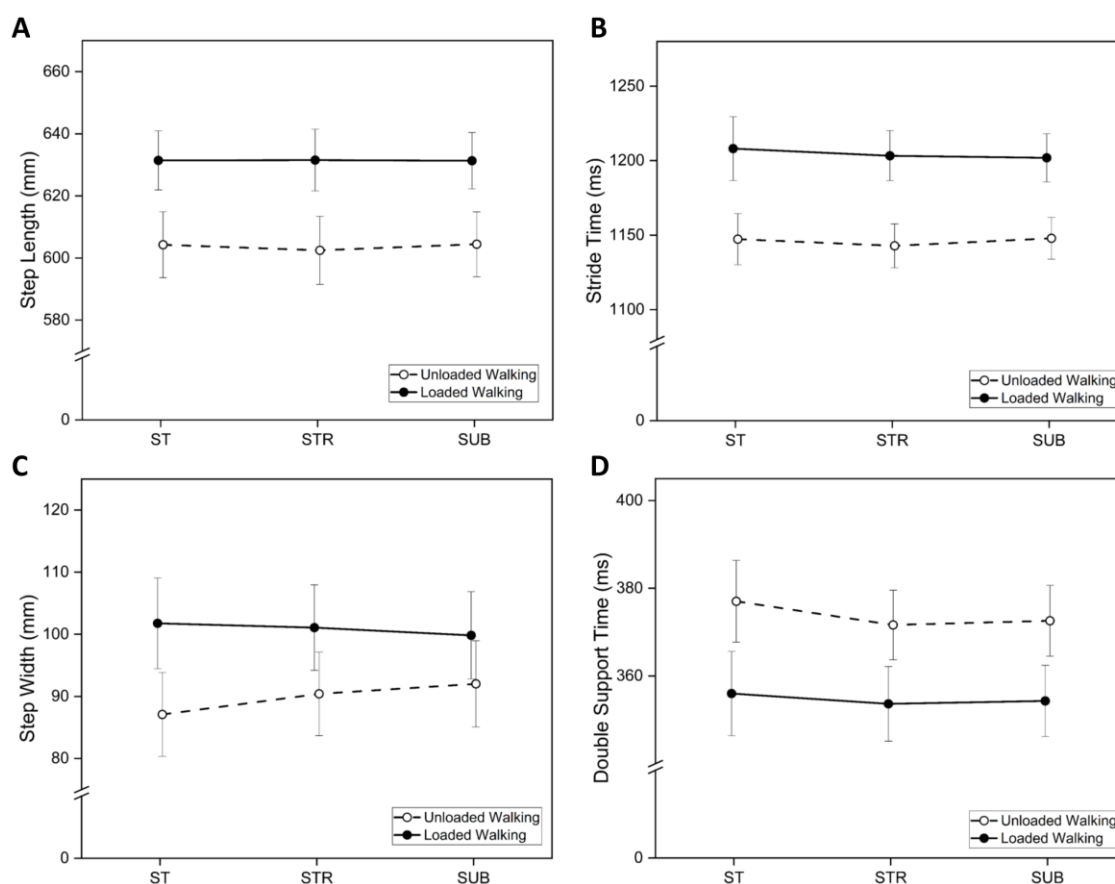 A
Step Length (mm)
660
640
620
600
580
0
Unloaded Walking
Loaded Walking
ST STR SUB
B
Stride Time (ms)
1250
1200
1150
1100
0
Unloaded Walking
Loaded Walking
ST STR SUB
C
Step Width (mm)
120
100
90
80
0
Unloaded Walking
Loaded Walking
ST STR SUB
D
Double Support Time (ms)
400
380
360
0
Unloaded Walking
Loaded Walking
ST STR SUB